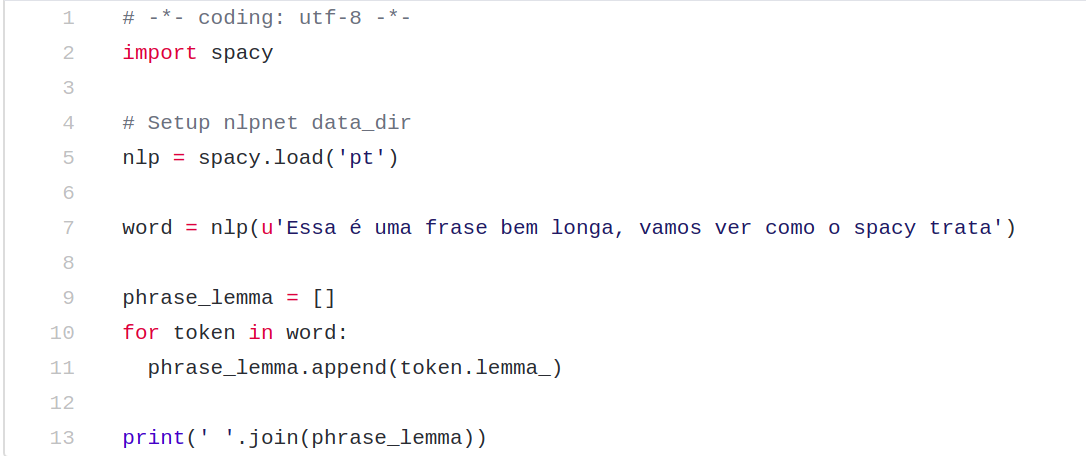 1 # -*- coding: utf-8 -*-
2 import spacy
3
4 # Setup nlpnet data_dir
5 nlp = spacy.load('pt')
6
7 word = nlp(u'Essa é uma frase bem longa, vamos ver como o spacy trata')
8
9 phrase_lemma = []
10 for token in word:
11   phrase_lemma.append(token.lemma_)
12
13 print(' '.join(phrase_lemma))